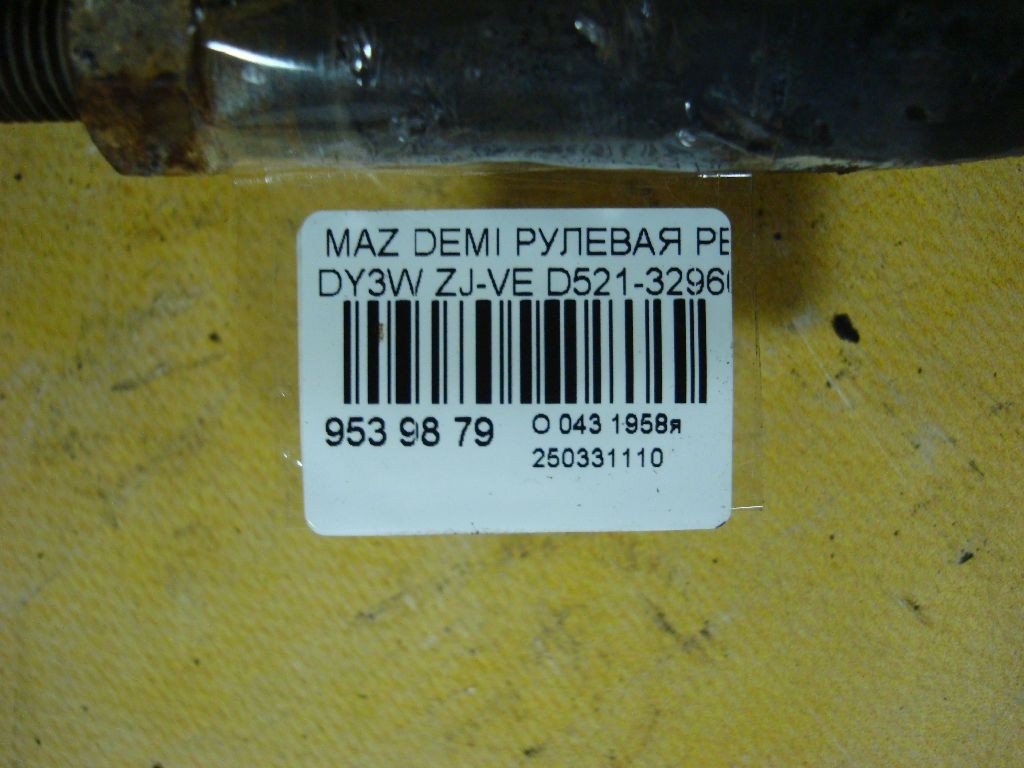 MAZ DEMI РУЛЕВАЯ РЕ
DY3W ZJ-VE D521-3296
953 98 79
О 043 1958я
250331110